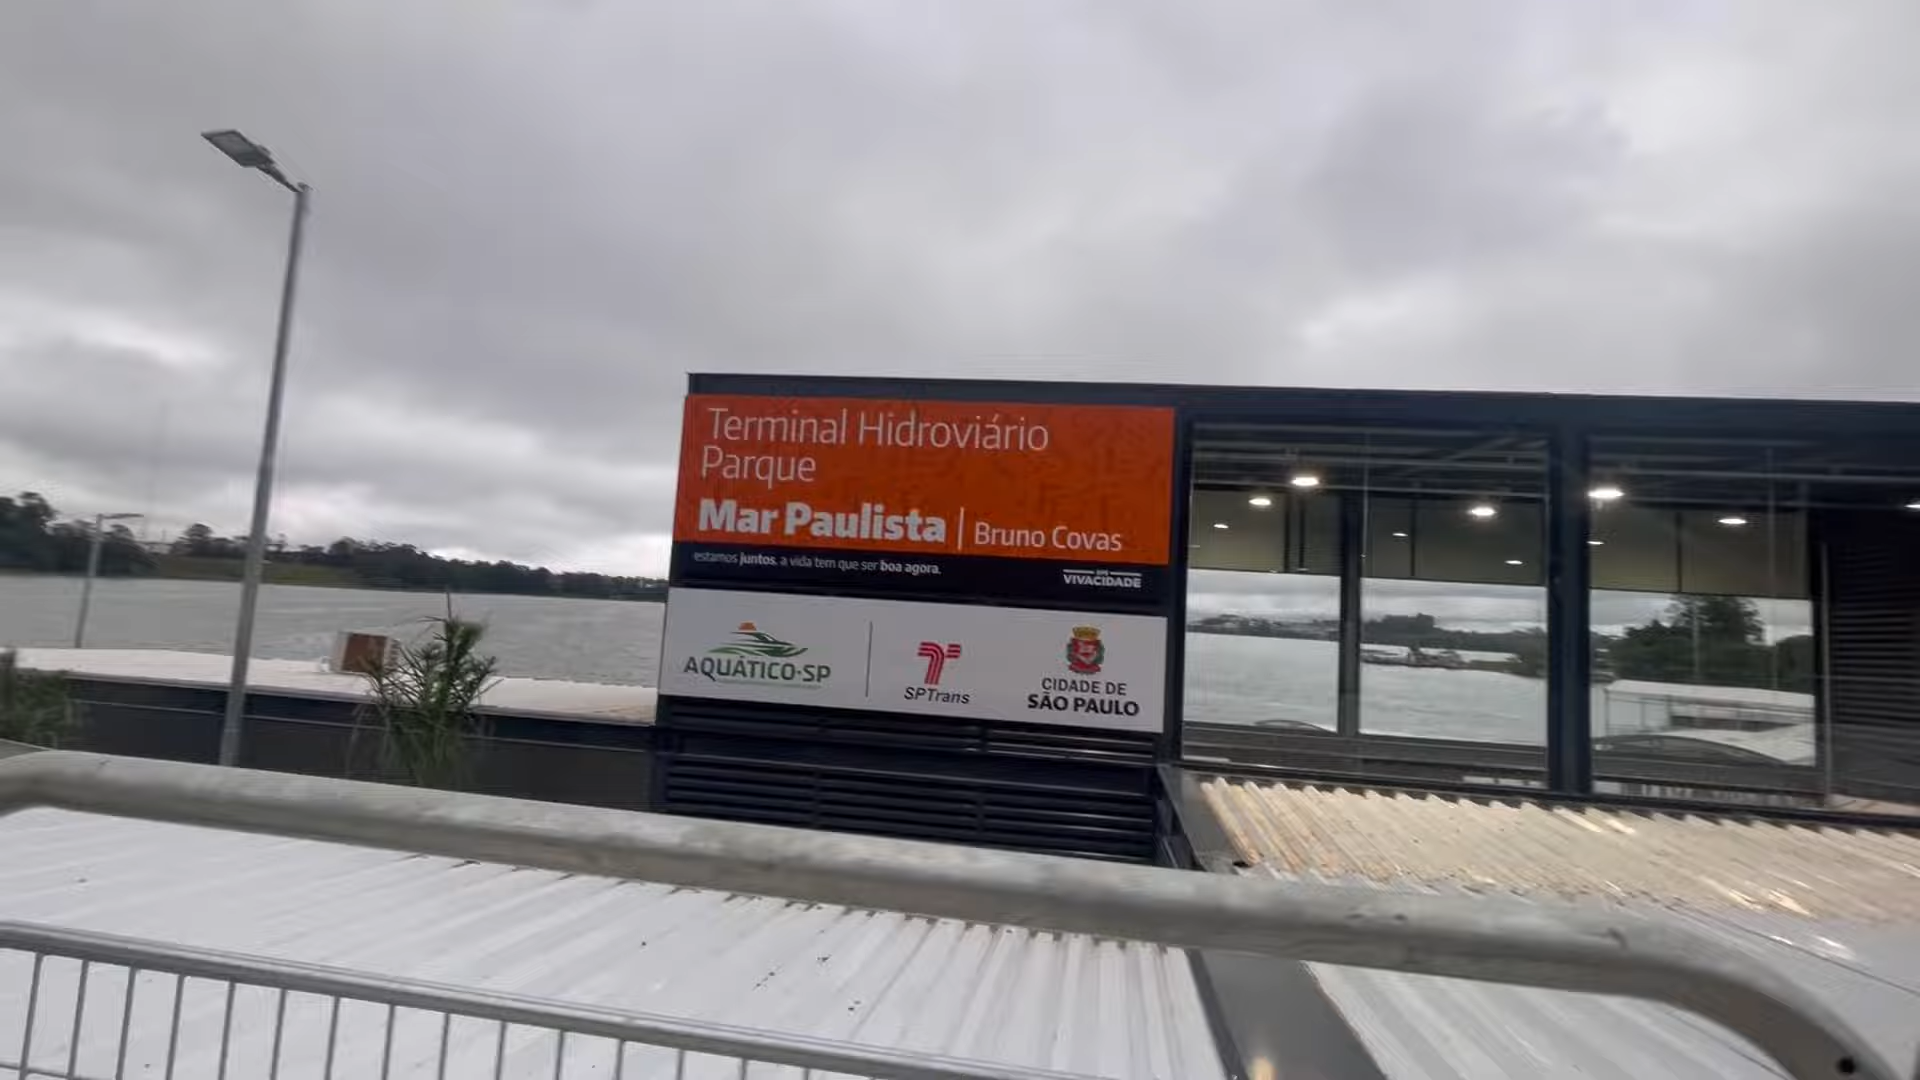 Terminal Hidroviário
Parque
Mar Paulista | Bruno Covas
estamos juntos, a vida tem que ser boa agora.
VIVACIDADE
AQUÁTICO-SP
SPTrans
CIDADE DE
SÃO PAULO